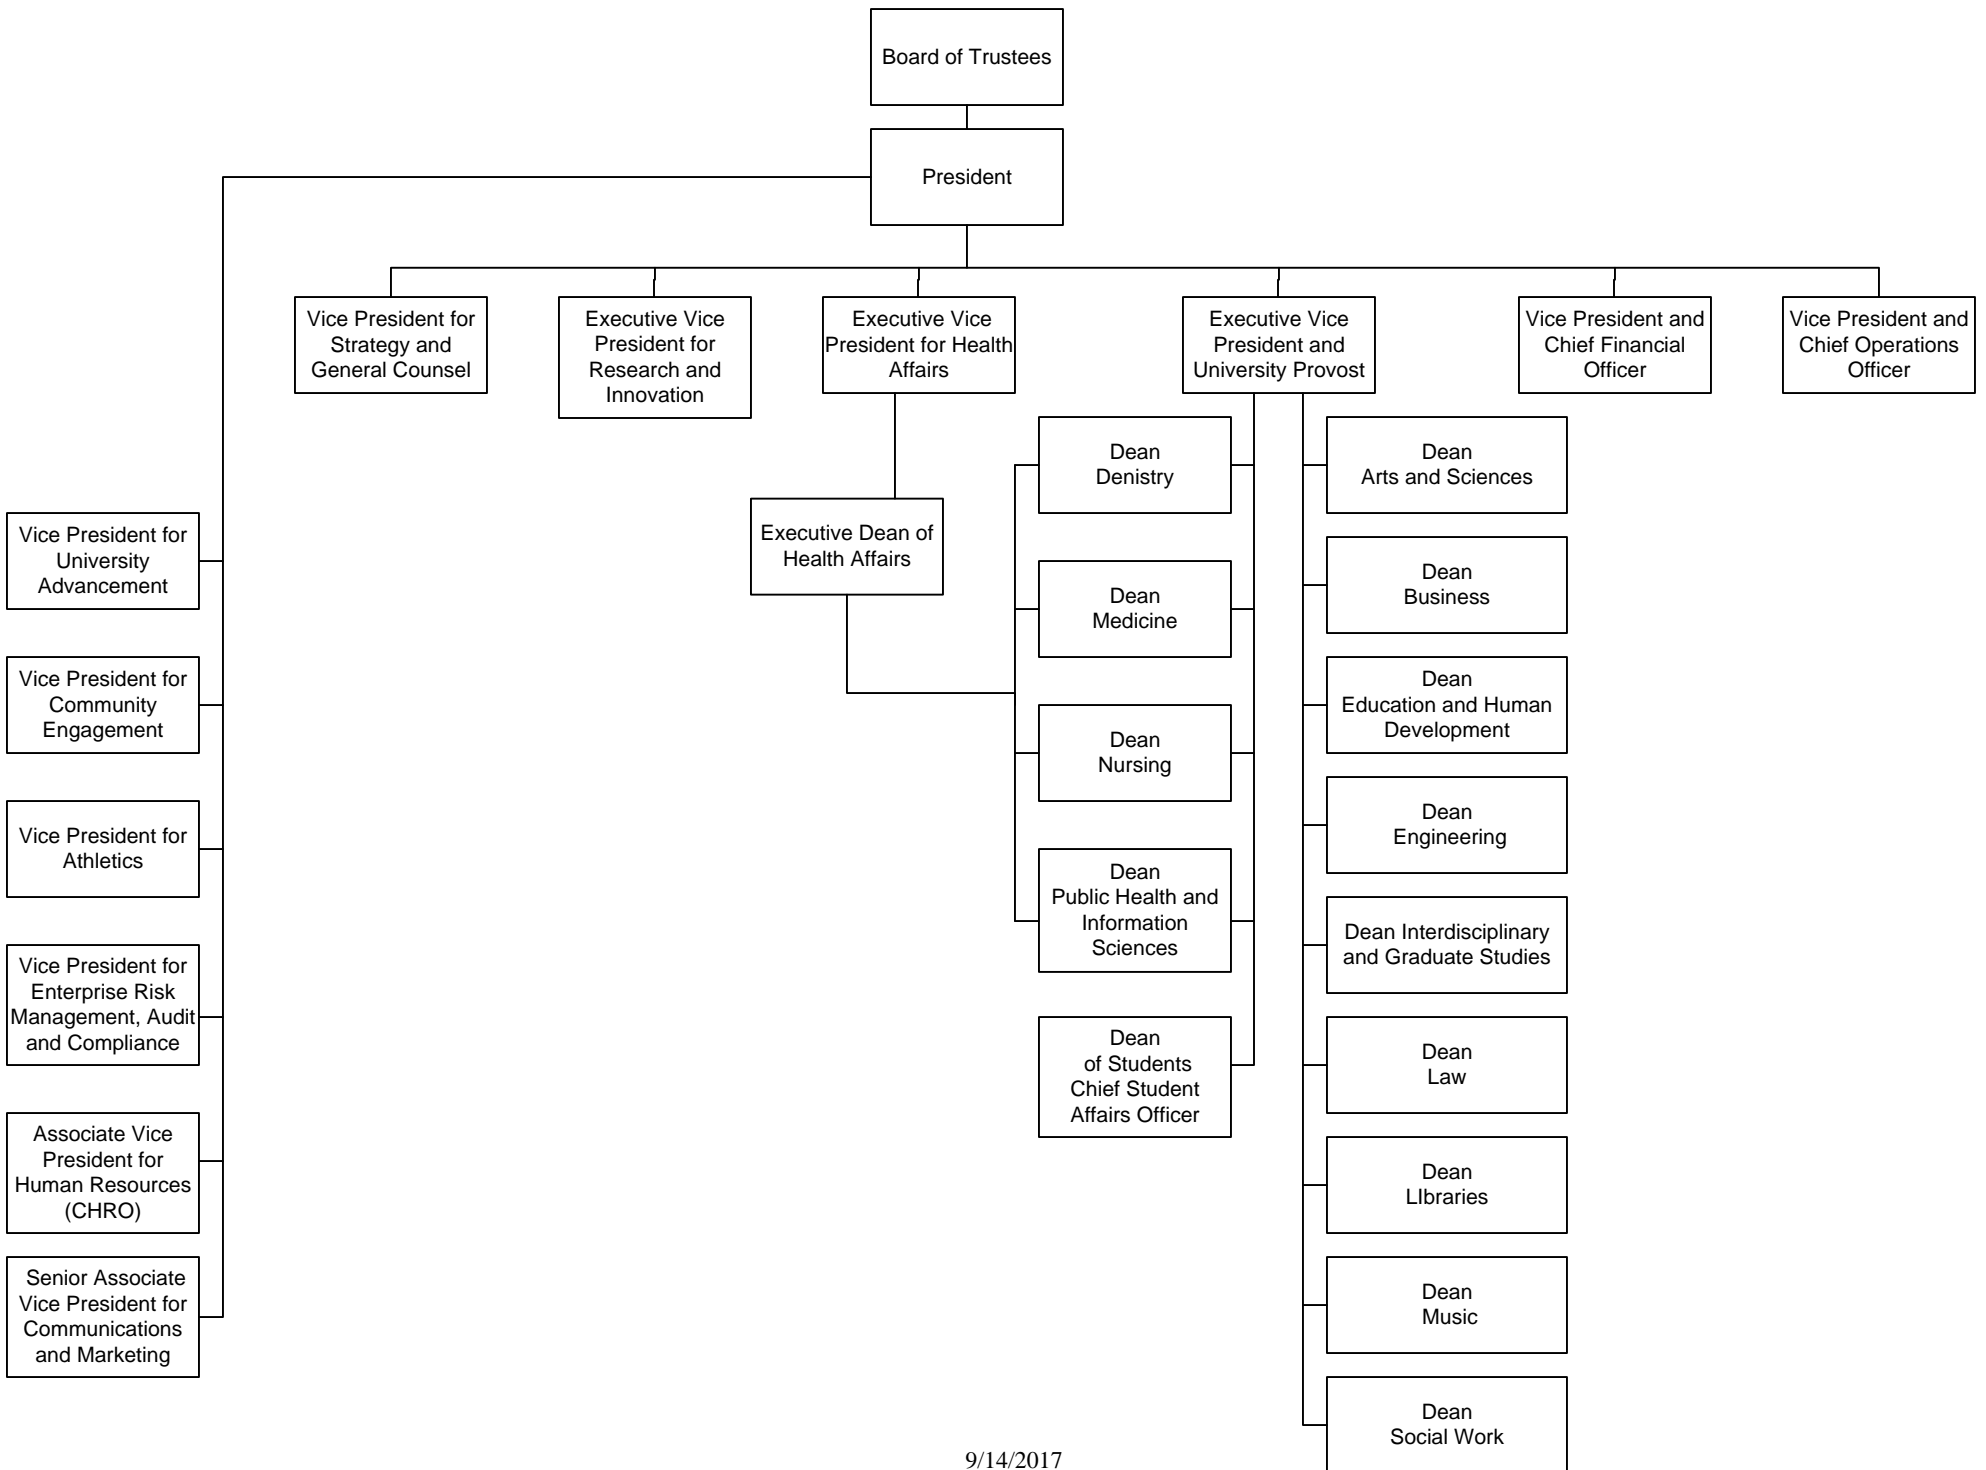 Board of Trustees
President
Vice President for
Strategy and
General Counsel
Executive Vice
President for
Research and
Innovation
Executive Vice
President for Health
Affairs
Executive Vice
President and
University Provost
Vice President and
Chief Financial
Officer
Vice President and
Chief Operations
Officer
Vice President for
University
Advancement
Vice President for
Community
Engagement
Vice President for
Athletics
Vice President for
Enterprise Risk
Management, Audit
and Compliance
Associate Vice
President for
Human Resources
(CHRO)
Senior Associate
Vice President for
Communications
and Marketing
Executive Dean of
Health Affairs
Dean
Denistry
Dean
Medicine
Dean
Nursing
Dean
Public Health and
Information
Sciences
Dean
of Students
Chief Student
Affairs Officer
Dean
Arts and Sciences
Dean
Business
Dean
Education and Human
Development
Dean
Engineering
Dean Interdisciplinary
and Graduate Studies
Dean
Law
Dean
LIbraries
Dean
Music
Dean
Social Work
9/14/2017